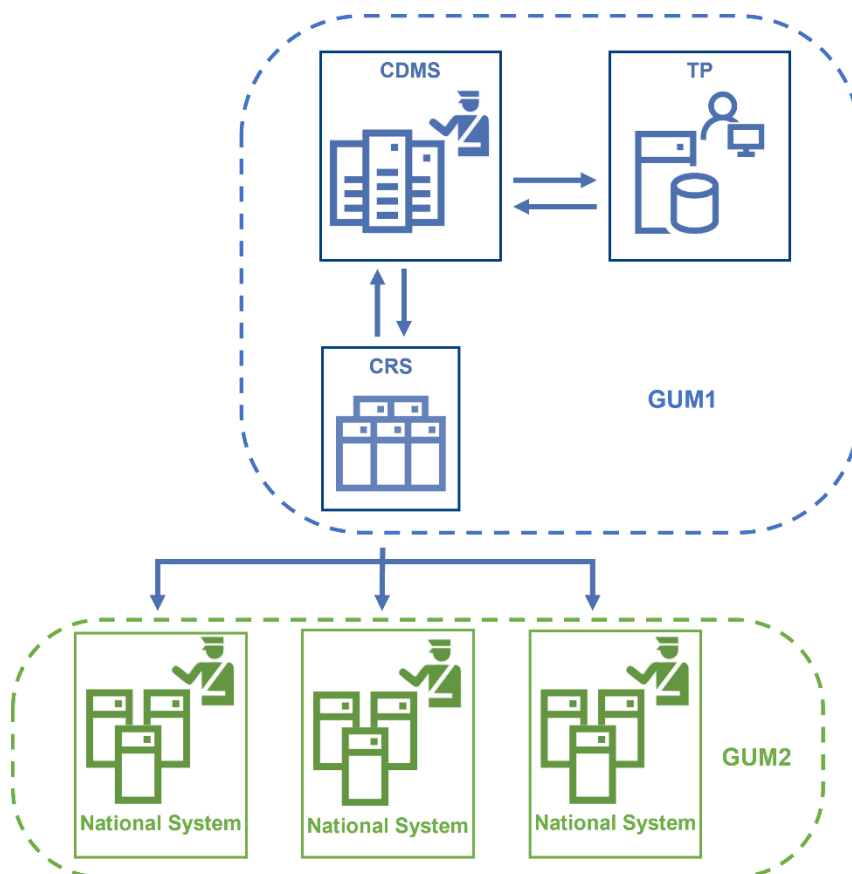 CDMS
TP
CRS
GUM1
National System
National System
National System
GUM2